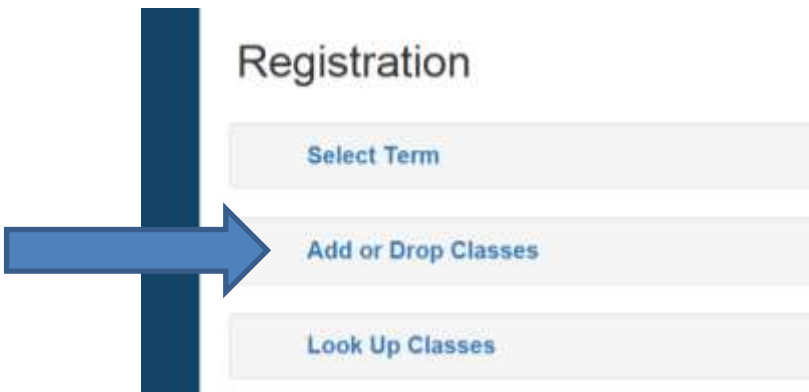 Registration
Select Term
Add or Drop Classes
Look Up Classes